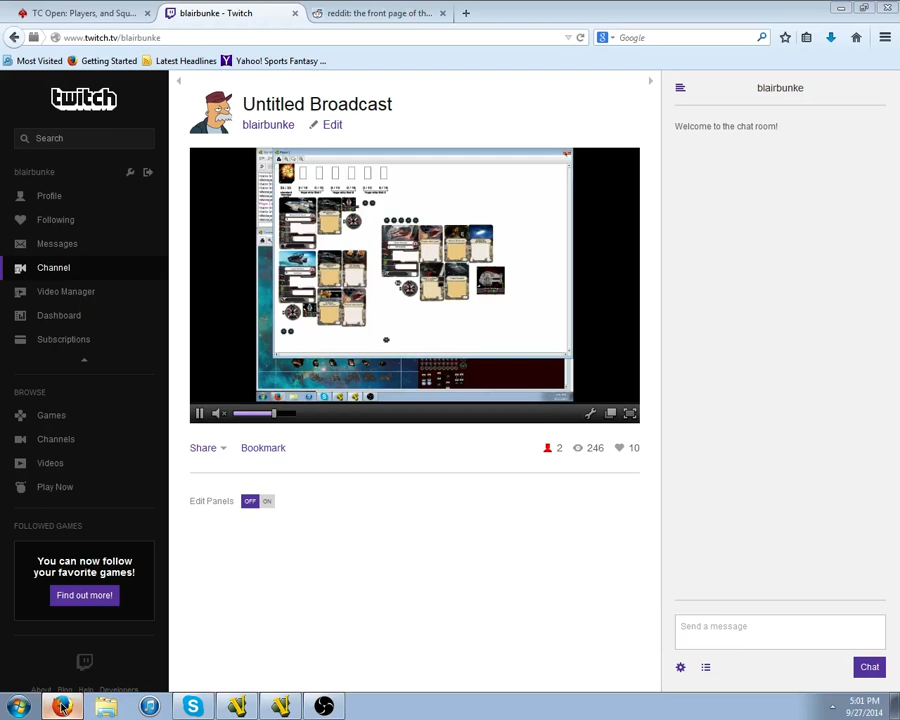 TC Open: Players, and Squ...
blairbunke - Twitch
reddit: the front page of th...
www.twitch.tv/blairbunke
Google
Most Visited
Getting Started
Latest Headlines
Yahoo! Sports Fantasy ...
twitch
Search
blairbunke
Profile
Following
Messages
Channel
Video Manager
Dashboard
Subscriptions
BROWSE
Games
Channels
Videos
Play Now
FOLLOWED GAMES
You can now follow
your favorite games!
Find out more!
About Blog Help Developers
Untitled Broadcast
blairbunke Edit
Share Bookmark
2 246 10
Edit Panels OFF ON
blairbunke
Welcome to the chat room!
Send a message
Chat
5:01 PM
9/27/2014